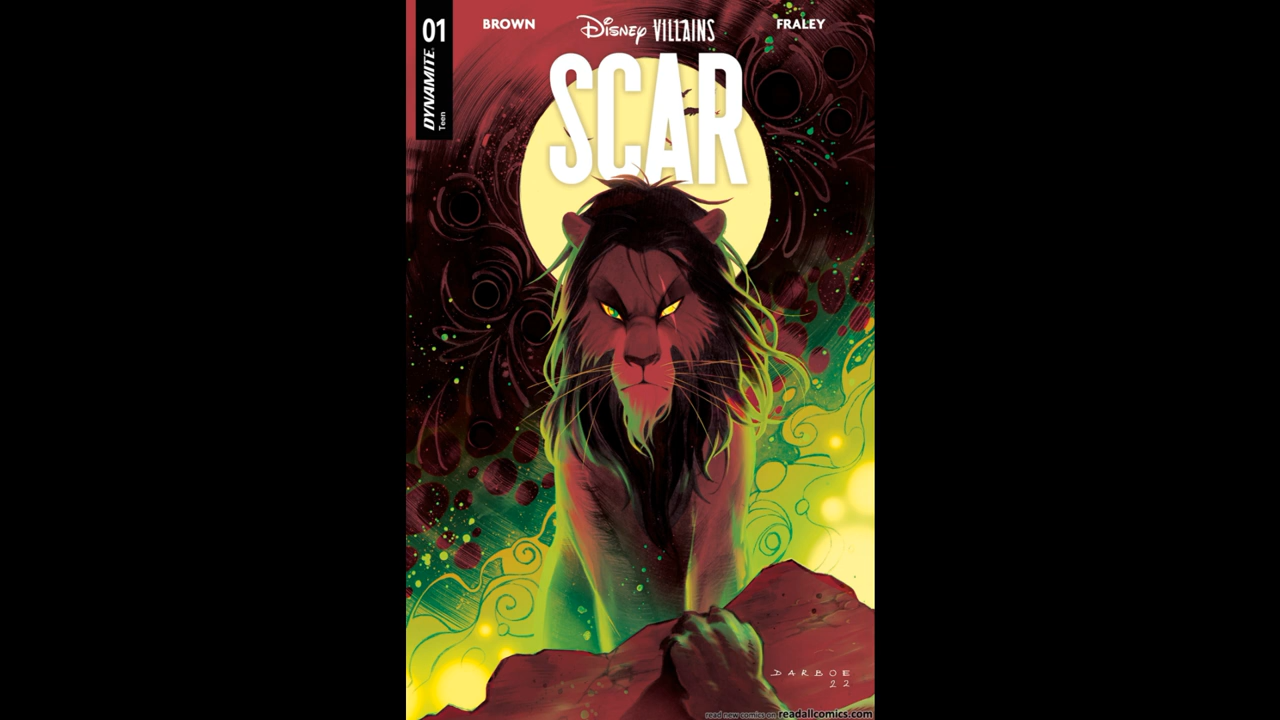 01
DYNAMITE.
Teen
BROWN
Disney VILLAINS
FRALEY
SCAR
DARBOE
22
read new comics on readallcomics.com